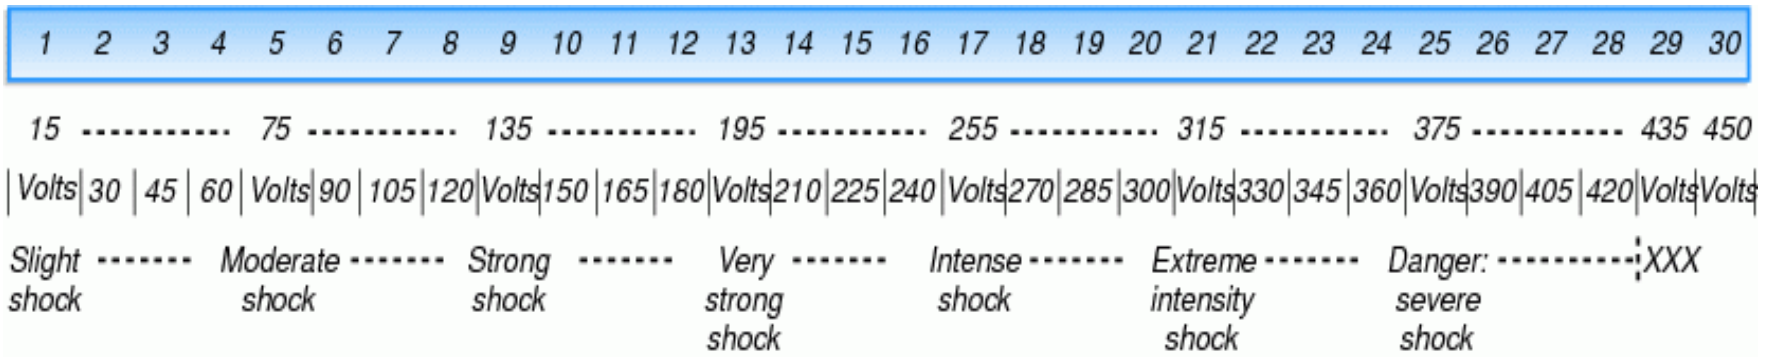 1 2 3 4 5 6 7 8 9 10 11 12 13 14 15 16 17 18 19 20 21 22 23 24 25 26 27 28 29 30
15 ----------- 75 ----------- 135 ----------- 195 ----------- 255 ----------- 315 ----------- 375 ----------- 435 450
|Volts|30|45|60|Volts|90|105|120|Volts|150|165|180|Volts|210|225|240|Volts|270|285|300|Volts|330|345|360|Volts|390|405|420|Volts|Volts
Slight ------- Moderate ------- Strong ------- Very ------- Intense ------- Extreme ------- Danger: ---------- XXX
shock shock shock strong shock intensity severe
shock shock shock